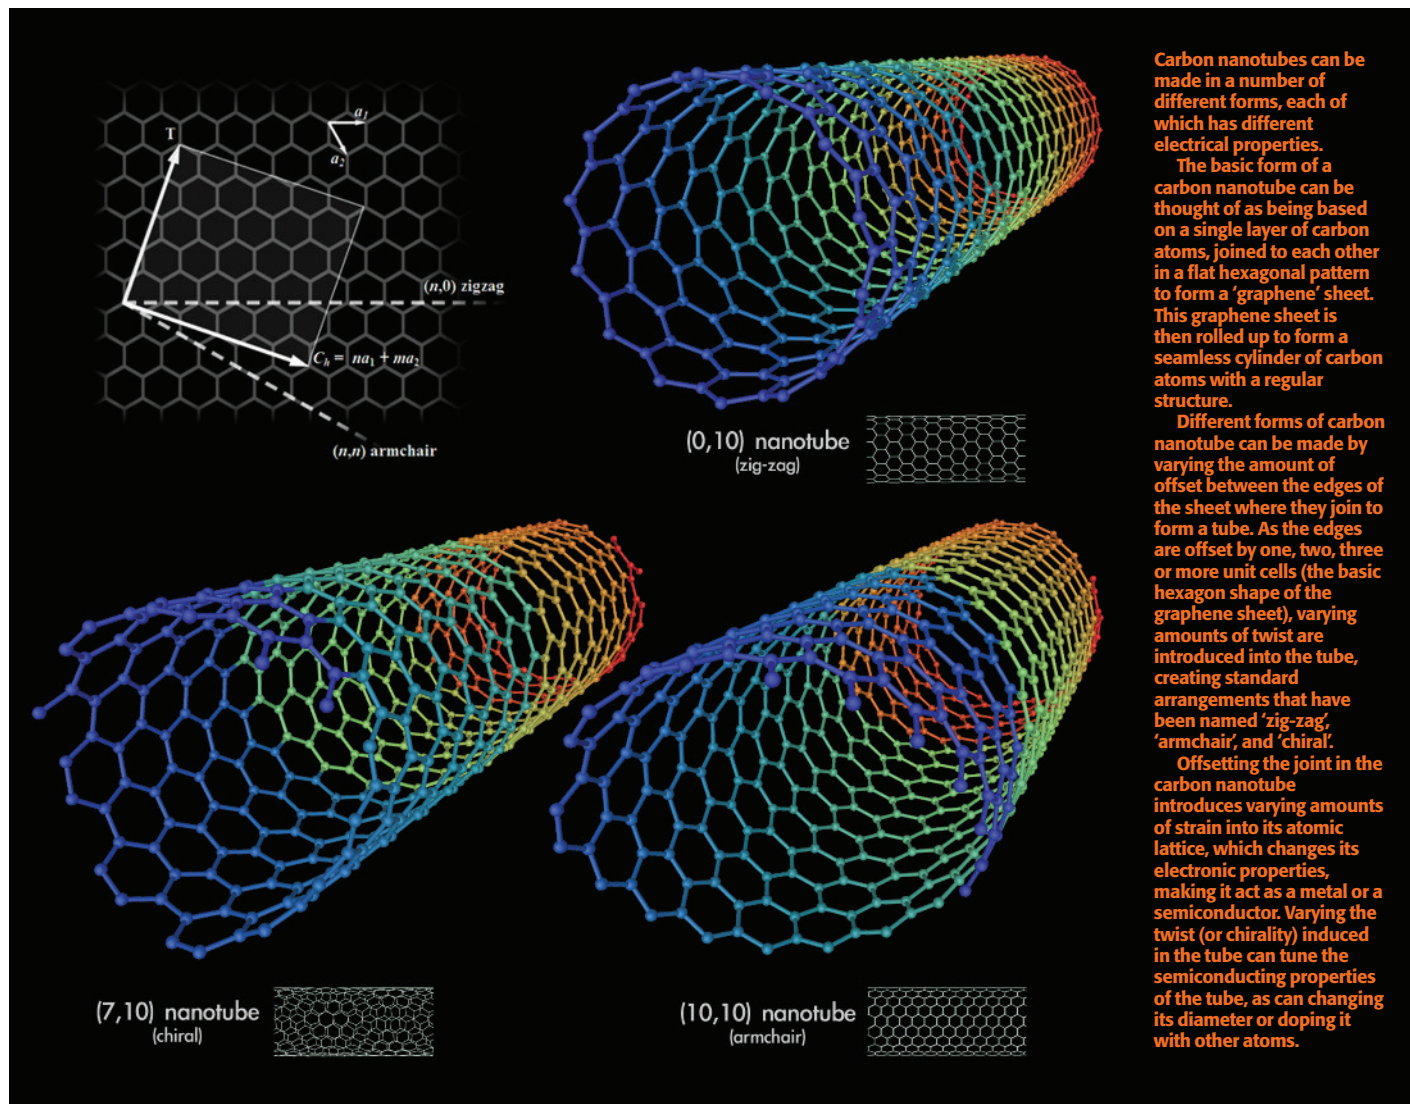 T
a1
a2
(n,0) zigzag
Ch = na1 + ma2
(n,n) armchair
(0,10) nanotube
(zig-zag)
(7,10) nanotube
(chiral)
(10,10) nanotube
(armchair)
Carbon nanotubes can be
made in a number of
different forms, each of
which has different
electrical properties.
The basic form of a
carbon nanotube can be
thought of as being based
on a single layer of carbon
atoms, joined to each other
in a flat hexagonal pattern
to form a ‘graphene’ sheet.
This graphene sheet is
then rolled up to form a
seamless cylinder of carbon
atoms with a regular
structure.
Different forms of carbon
nanotube can be made by
varying the amount of
offset between the edges of
the sheet where they join to
form a tube. As the edges
are offset by one, two, three
or more unit cells (the basic
hexagon shape of the
graphene sheet), varying
amounts of twist are
introduced into the tube,
creating standard
arrangements that have
been named ‘zig-zag’,
‘armchair’, and ‘chiral’.
Offsetting the joint in the
carbon nanotube
introduces varying amounts
of strain into its atomic
lattice, which changes its
electronic properties,
making it act as a metal or a
semiconductor. Varying the
twist (or chirality) induced
in the tube can tune the
semiconducting properties
of the tube, as can changing
its diameter or doping it
with other atoms.